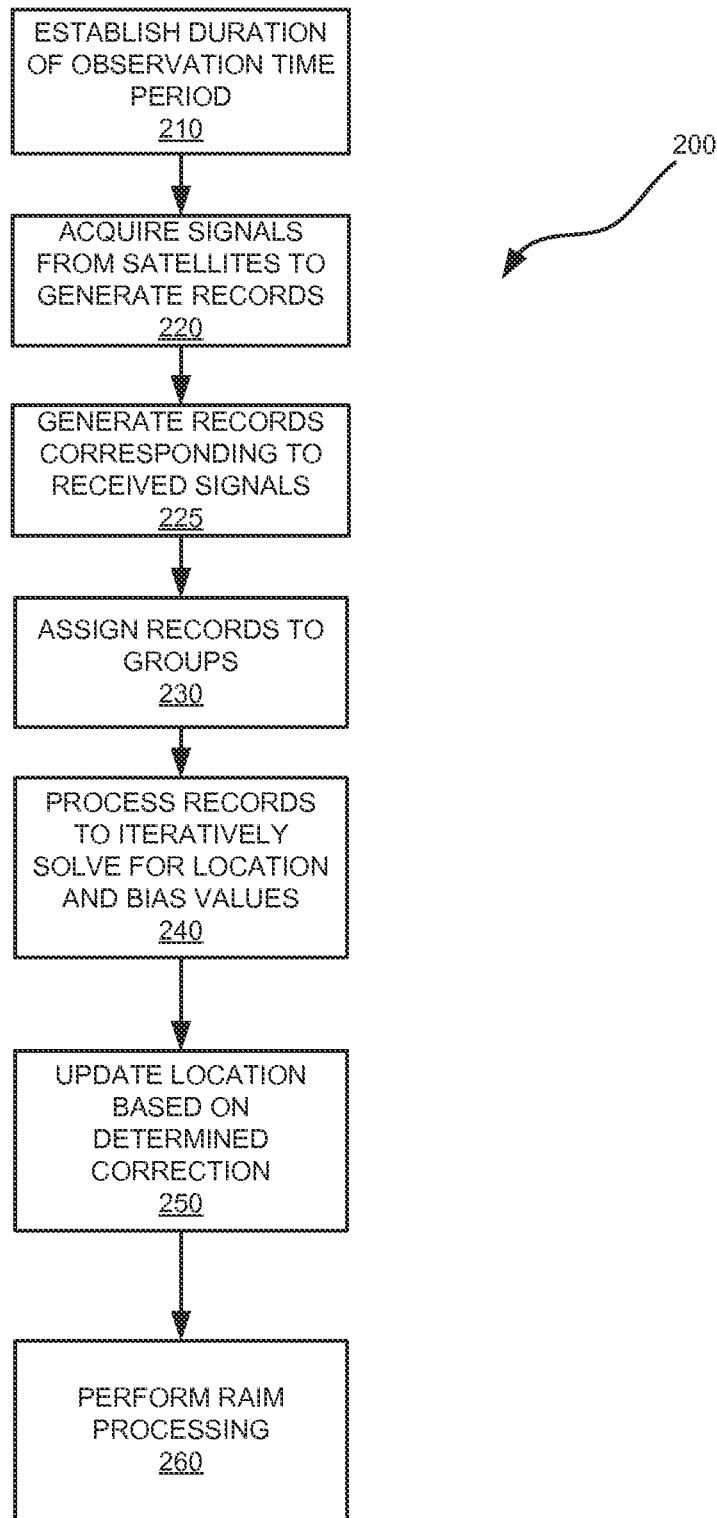 ESTABLISH DURATION
OF OBSERVATION TIME
PERIOD
210
200
ACQUIRE SIGNALS
FROM SATELLITES TO
GENERATE RECORDS
220
GENERATE RECORDS
CORRESPONDING TO
RECEIVED SIGNALS
225
ASSIGN RECORDS TO
GROUPS
230
PROCESS RECORDS
TO ITERATIVELY
SOLVE FOR LOCATION
AND BIAS VALUES
240
UPDATE LOCATION
BASED ON
DETERMINED
CORRECTION
250
PERFORM RAIM
PROCESSING
260